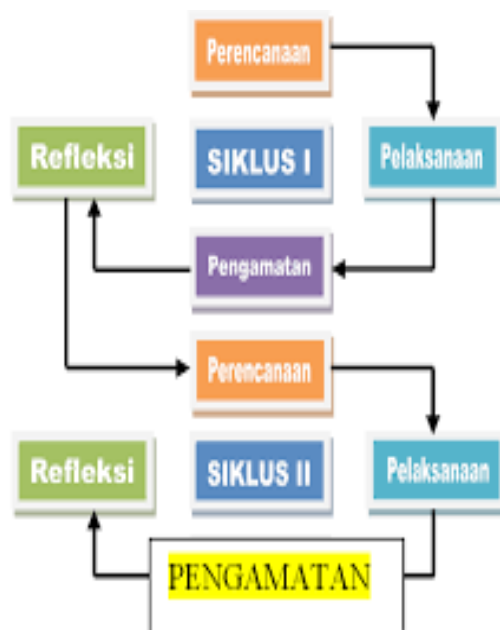 Perencanaan
Refleksi
SIKLUS I
Pelaksanaan
Pengamatan
Perencanaan
Refleksi
SIKLUS II
Pelaksanaan
PENGAMATAN